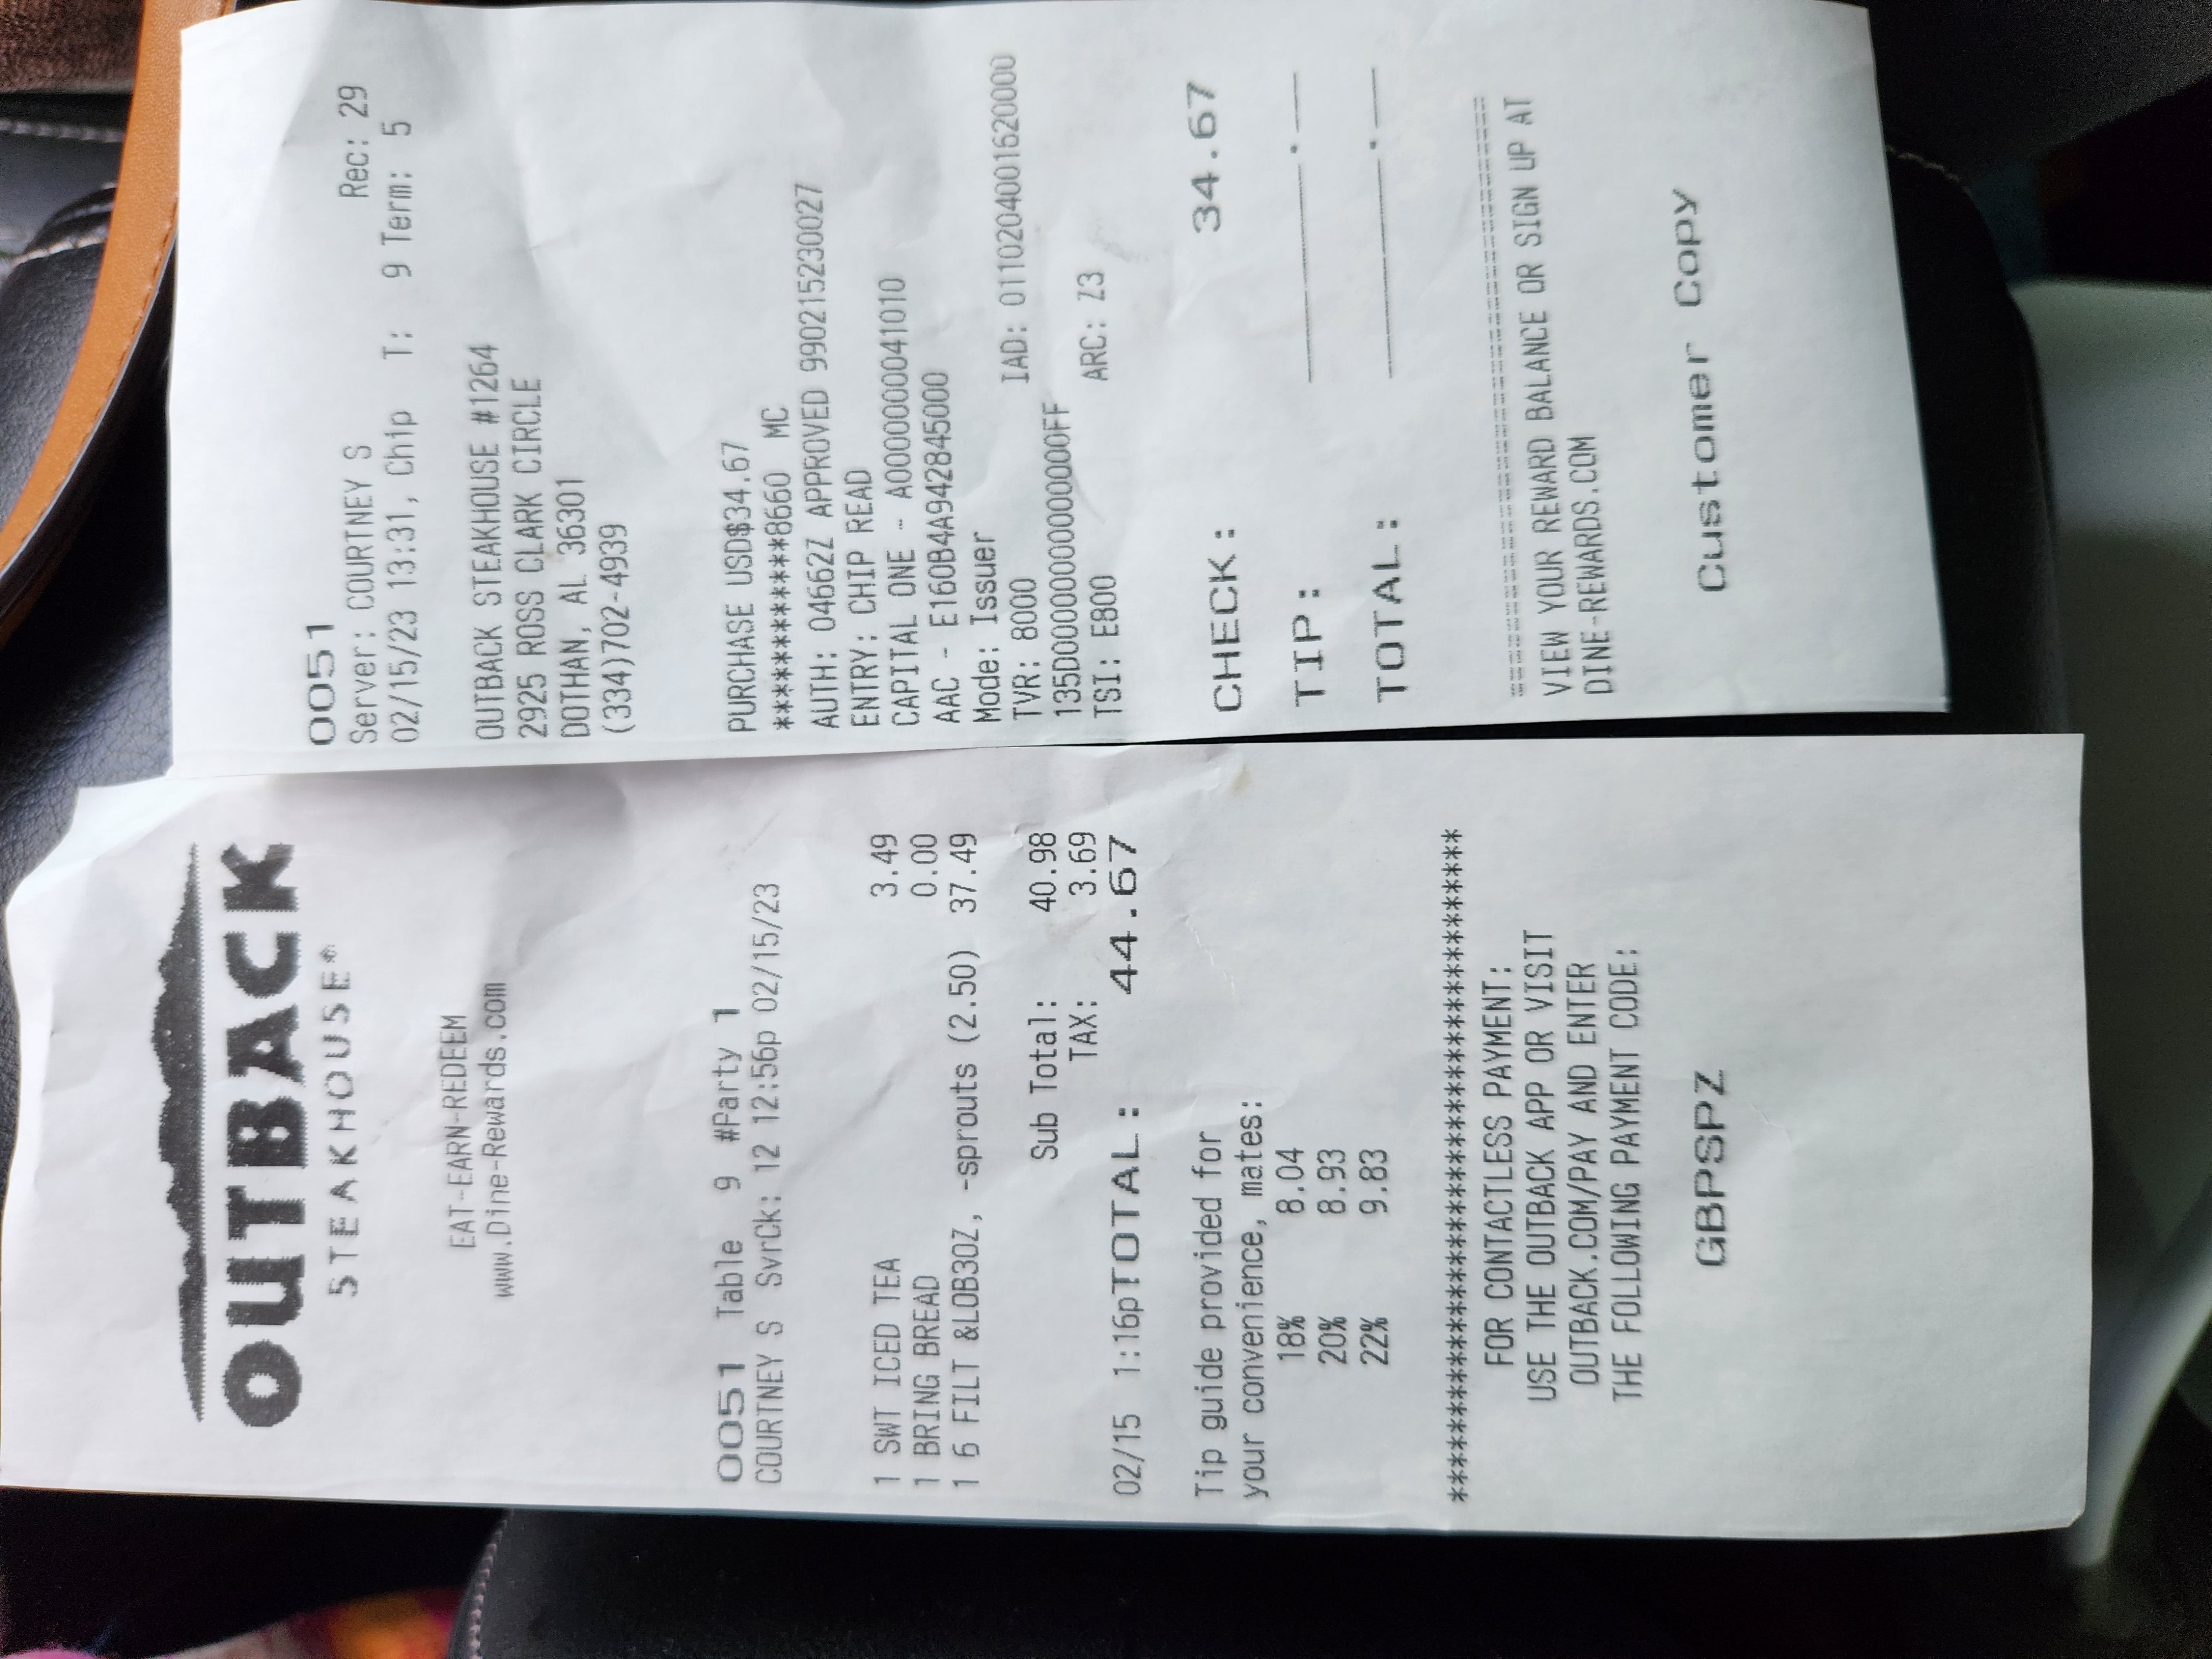 OUTBACK
STEAKHOUSE®
EAT-EARN-REDEEM
www.Dine-Rewards.com
0051 Table 9 #Party 1
COURTNEY S SvrCk: 12 12:56p 02/15/23
1 SWT ICED TEA 3.49
1 BRING BREAD 0.00
1 6 FILT &LOB3OZ, -sprouts (2.50) 37.49
Sub Total: 40.98
TAX: 3.69
02/15 1:16pTOTAL: 44.67
Tip guide provided for
your convenience, mates:
18% 8.04
20% 8.93
22% 9.83
************************************
FOR CONTACTLESS PAYMENT:
USE THE OUTBACK APP OR VISIT
OUTBACK.COM/PAY AND ENTER
THE FOLLOWING PAYMENT CODE:
GBPSPZ
0051
Server: COURTNEY S Rec: 29
02/15/23 13:31, Chip T: 9 Term: 5
OUTBACK STEAKHOUSE #1264
2925 ROSS CLARK CIRCLE
DOTHAN, AL 36301
(334)702-4939
PURCHASE USD$34.67
************8660 MC
AUTH: 04662Z APPROVED 990215230027
ENTRY: CHIP READ
CAPITAL ONE - A0000000041010
AAC - E160B4A942845000
Mode: Issuer
TVR: 8000 IAD: 0110204001620000
135D00000000000000FF
TSI: E800 ARC: Z3
CHECK: 34.67
TIP:
TOTAL:
VIEW YOUR REWARD BALANCE OR SIGN UP AT
DINE-REWARDS.COM
Customer Copy